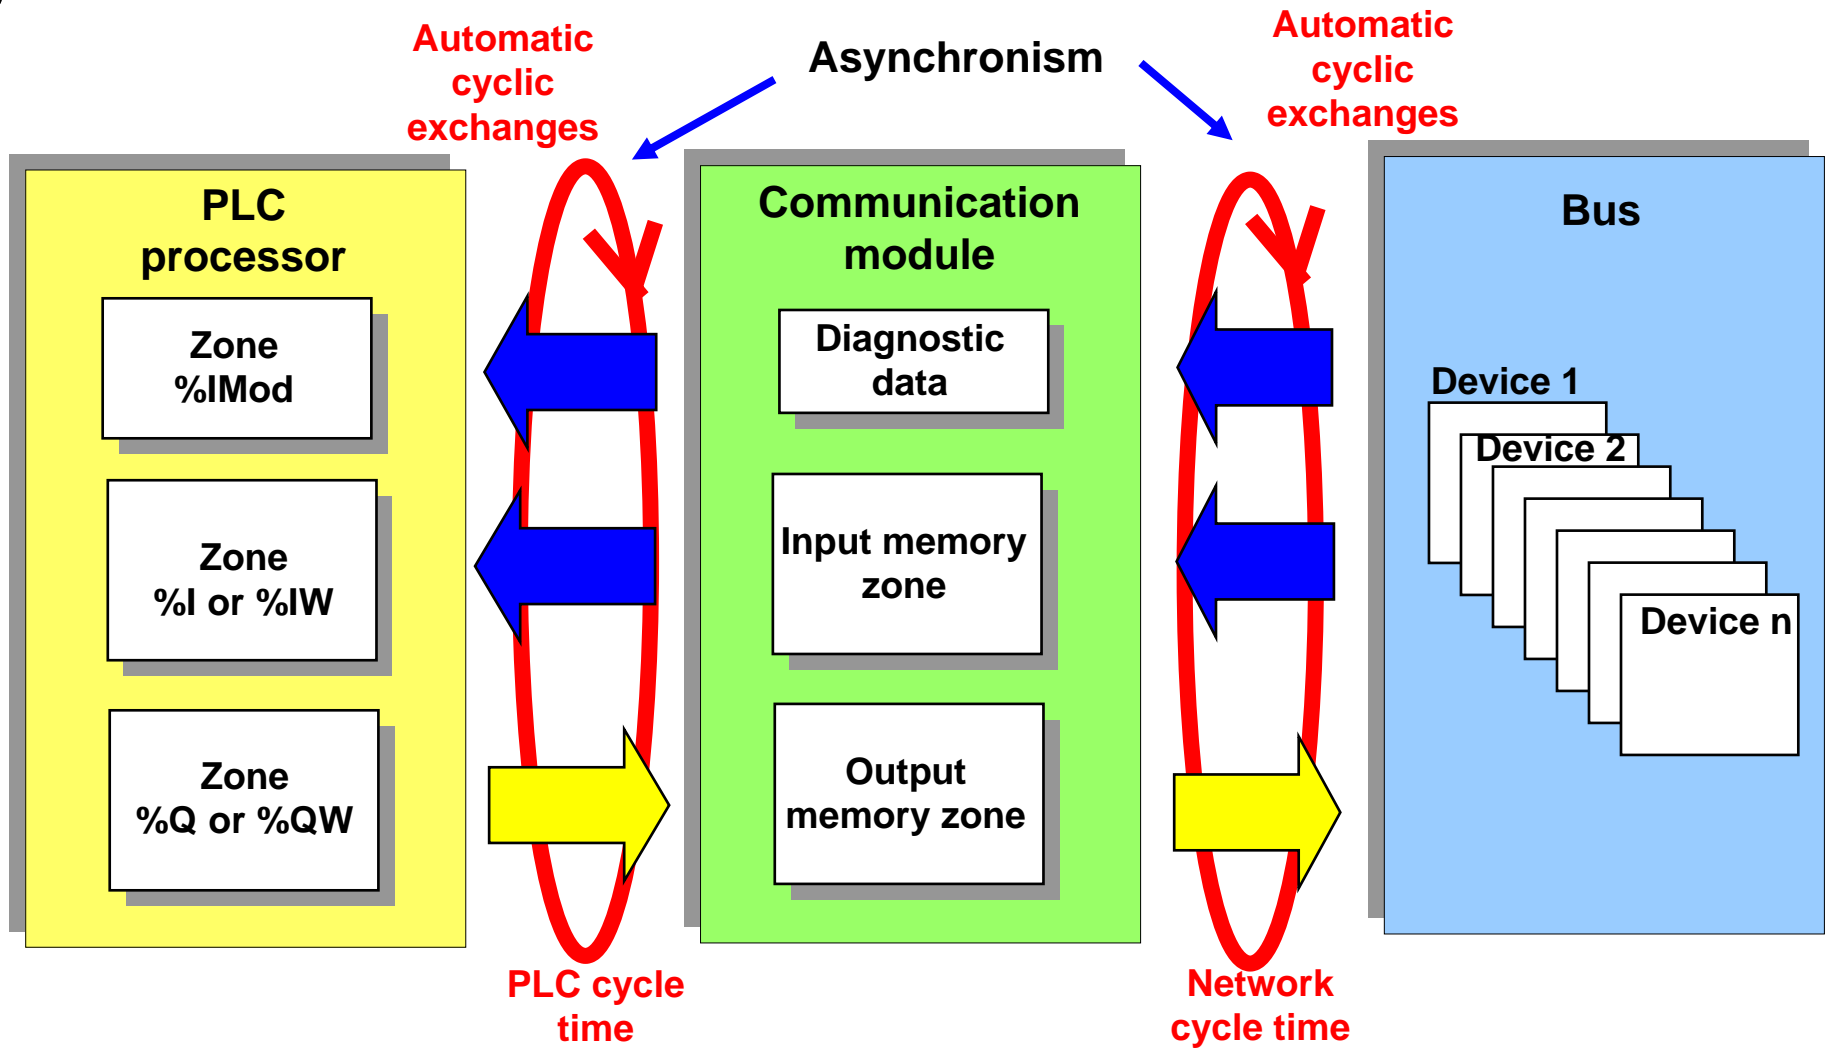 Automatic
cyclic
exchanges
Asynchronism
Automatic
cyclic
exchanges
PLC
processor
Zone
%IMod
Zone
%I or %IW
Zone
%Q or %QW
Communication
module
Diagnostic
data
Input memory
zone
Output
memory zone
Bus
Device 1
Device 2
Device n
PLC cycle
time
Network
cycle time